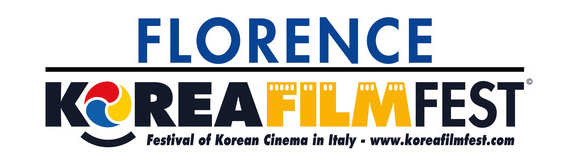 FLORENCE
KOREAFILMFEST©
Festival of Korean Cinema in Italy - www.koreafilmfest.com